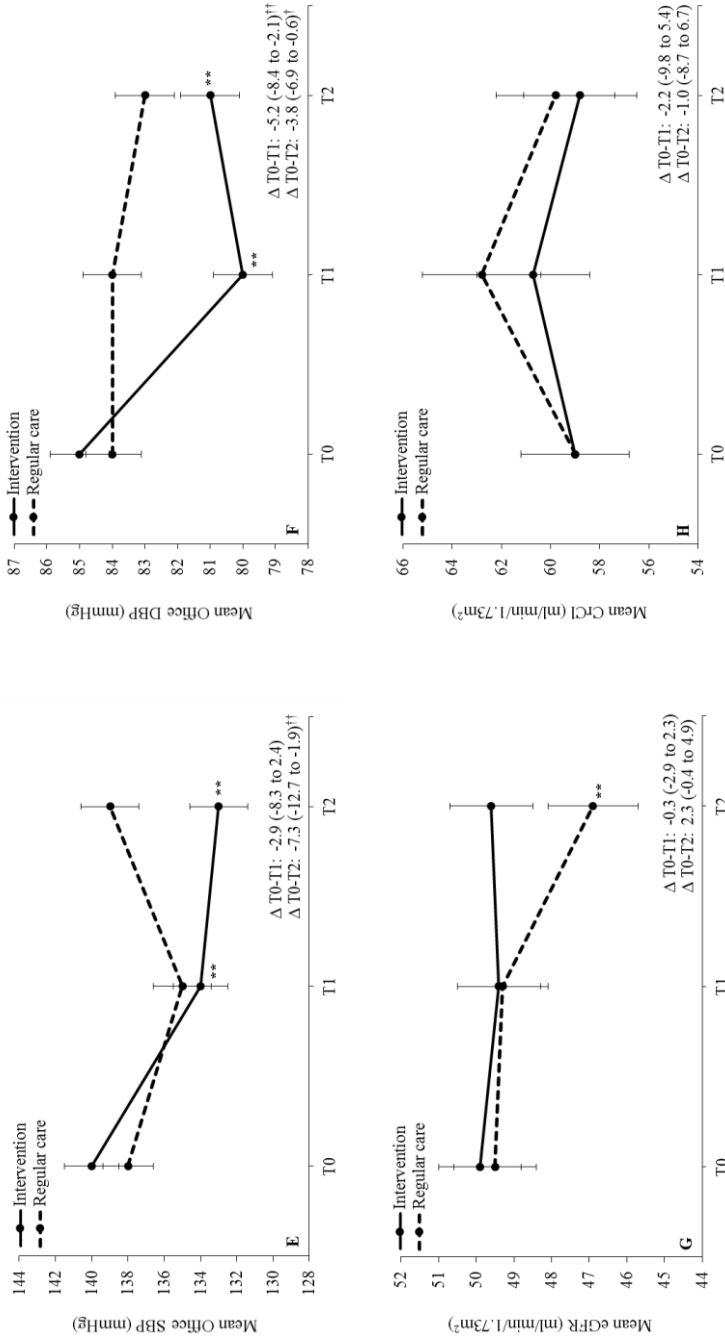 Mean Office SBP (mmHg)
144
140
138
134
132
128
Intervention
Regular care
**
**
Δ T0-T1: -2.9 (-8.3 to 2.4)
Δ T0-T2: -7.3 (-12.7 to -1.9)††
E
T0
T1
T2
Mean Office DBP (mmHg)
87
86
84
83
82
81
80
79
78
Intervention
Regular care
**
**
Δ T0-T1: -5.2 (-8.4 to -2.1)††
Δ T0-T2: -3.8 (-6.9 to -0.6)†
F
T0
T1
T2
Mean eGFR (ml/min/1.73m²)
52
51
50
49
48
47
46
45
44
Intervention
Regular care
**
Δ T0-T1: -0.3 (-2.9 to 2.3)
Δ T0-T2: 2.3 (-0.4 to 4.9)
G
T0
T1
T2
Mean CrCl (ml/min/1.73m²)
66
64
62
60
58
56
54
Intervention
Regular care
Δ T0-T1: -2.2 (-9.8 to 5.4)
Δ T0-T2: -1.0 (-8.7 to 6.7)
H
T0
T1
T2